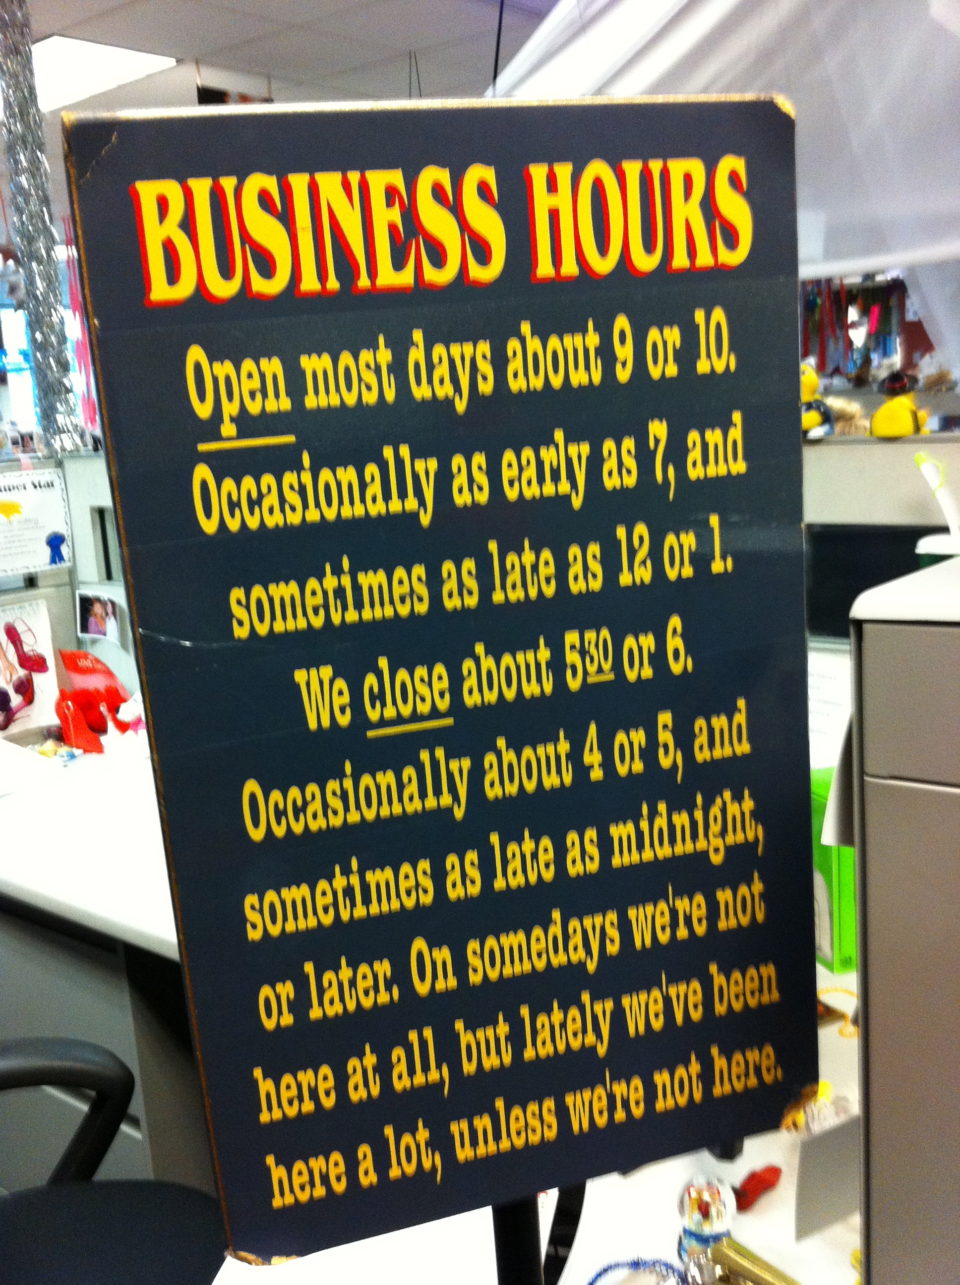 BUSINESS HOURS
Open most days about 9 or 10.
Occasionally as early as 7, and
sometimes as late as 12 or 1.
We close about 530 or 6.
Occasionally about 4 or 5, and
sometimes as late as midnight,
or later. On somedays we're not
here at all, but lately we've been
here a lot, unless we're not here.